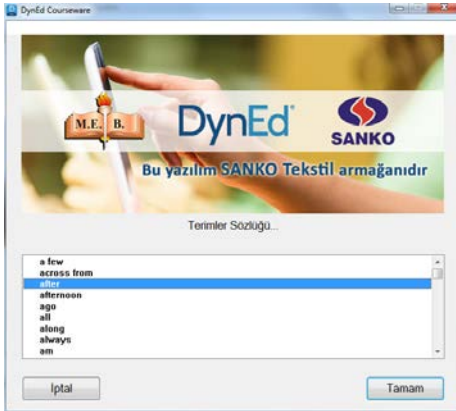 DynEd Courseware
M.E. B.
DynEd
SANKO
Bu yazılım SANKO Tekstil armağanıdır
Terimler Sözlüğü...
a few
across from
after
afternoon
ago
all
along
always
am
Iptal
Tamam